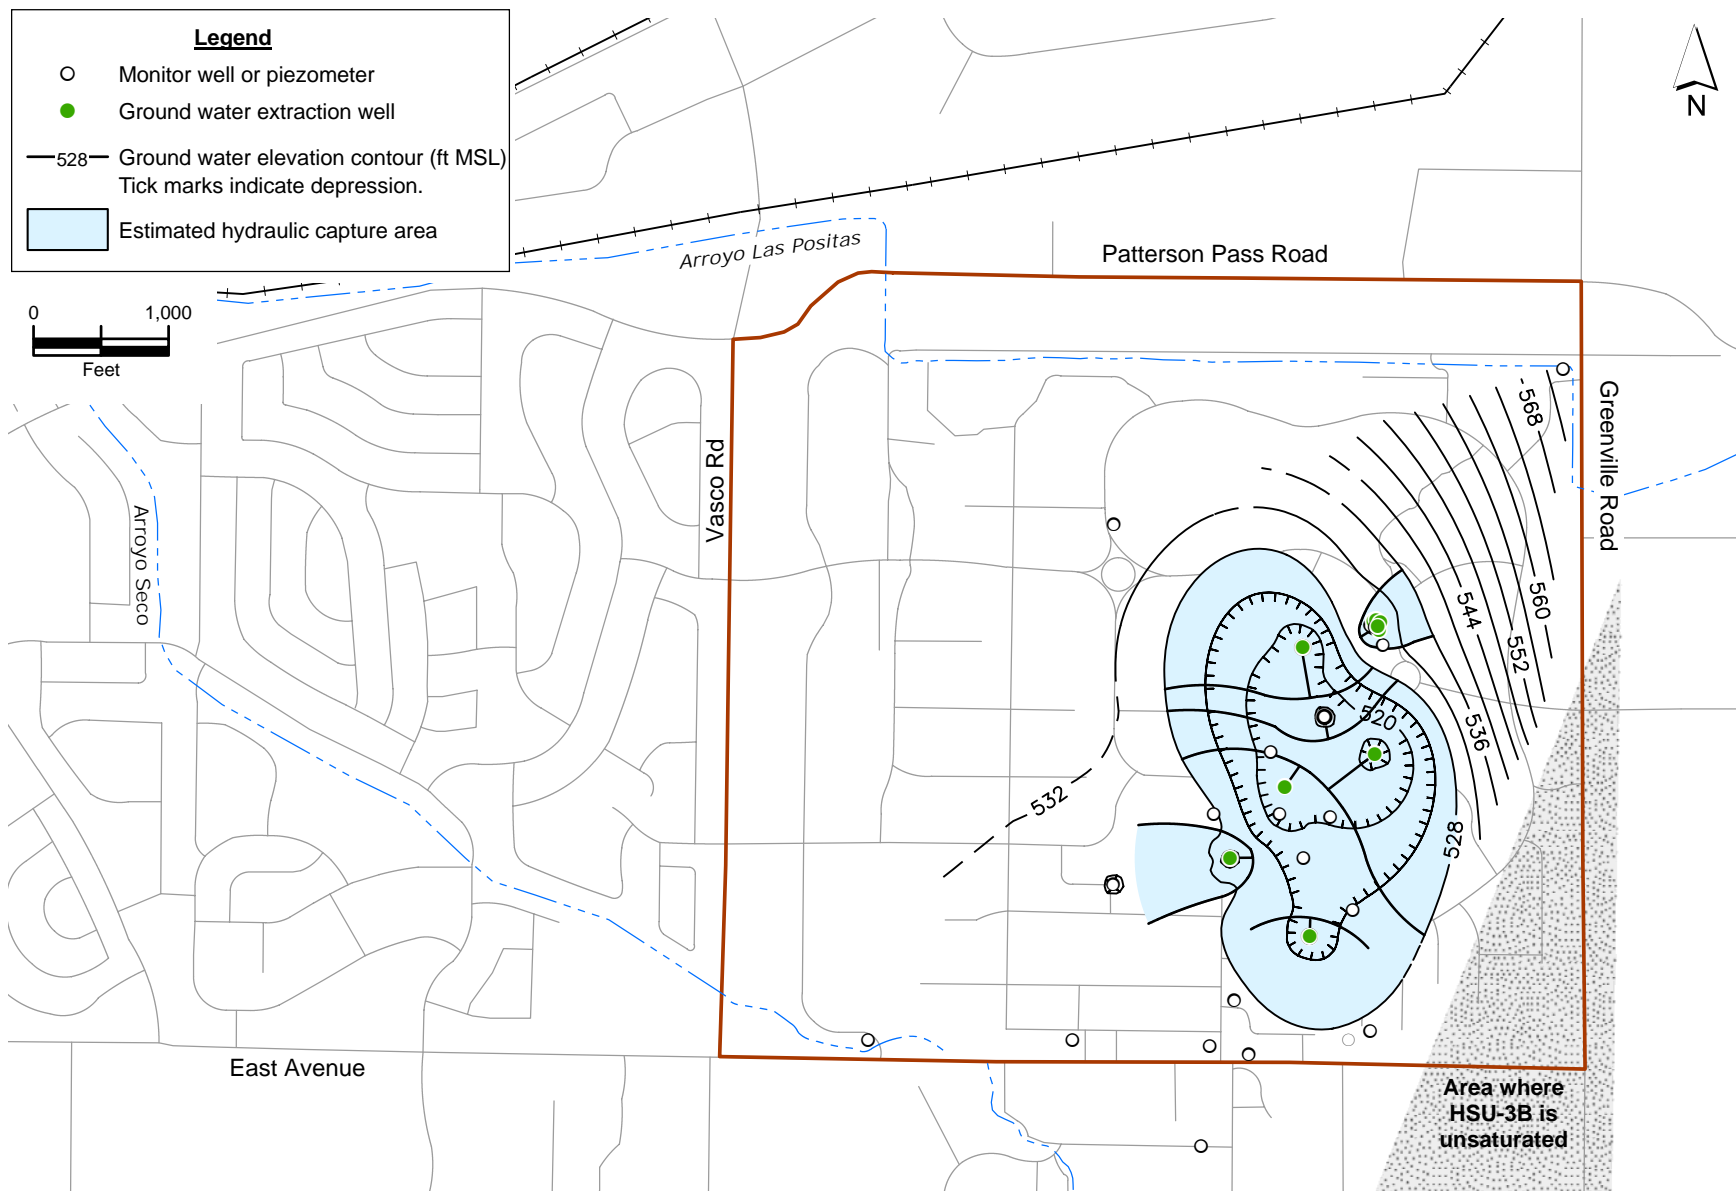 Legend
Monitor well or piezometer
Ground water extraction well
528
Ground water elevation contour (ft MSL)
Tick marks indicate depression.
Estimated hydraulic capture area
N
0
1,000
Feet
Arroyo Las Positas
Patterson Pass Road
Greenville Road
Vasco Rd
Arroyo Seco
568
560
552
544
536
520
532
528
East Avenue
Area where
HSU-3B is
unsaturated